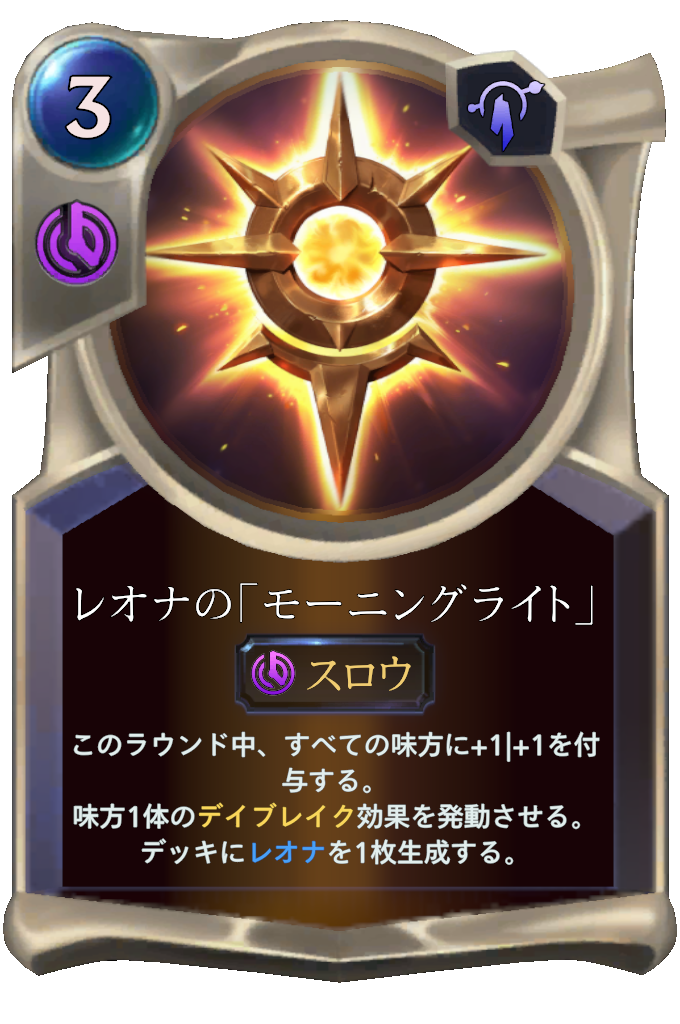 3
レオナの「モーニングライト」
スロウ
このラウンド中、すべての味方に+1|+1を付
与する。
味方1体のデイブレイク効果を発動させる。
デッキにレオナを1枚生成する。